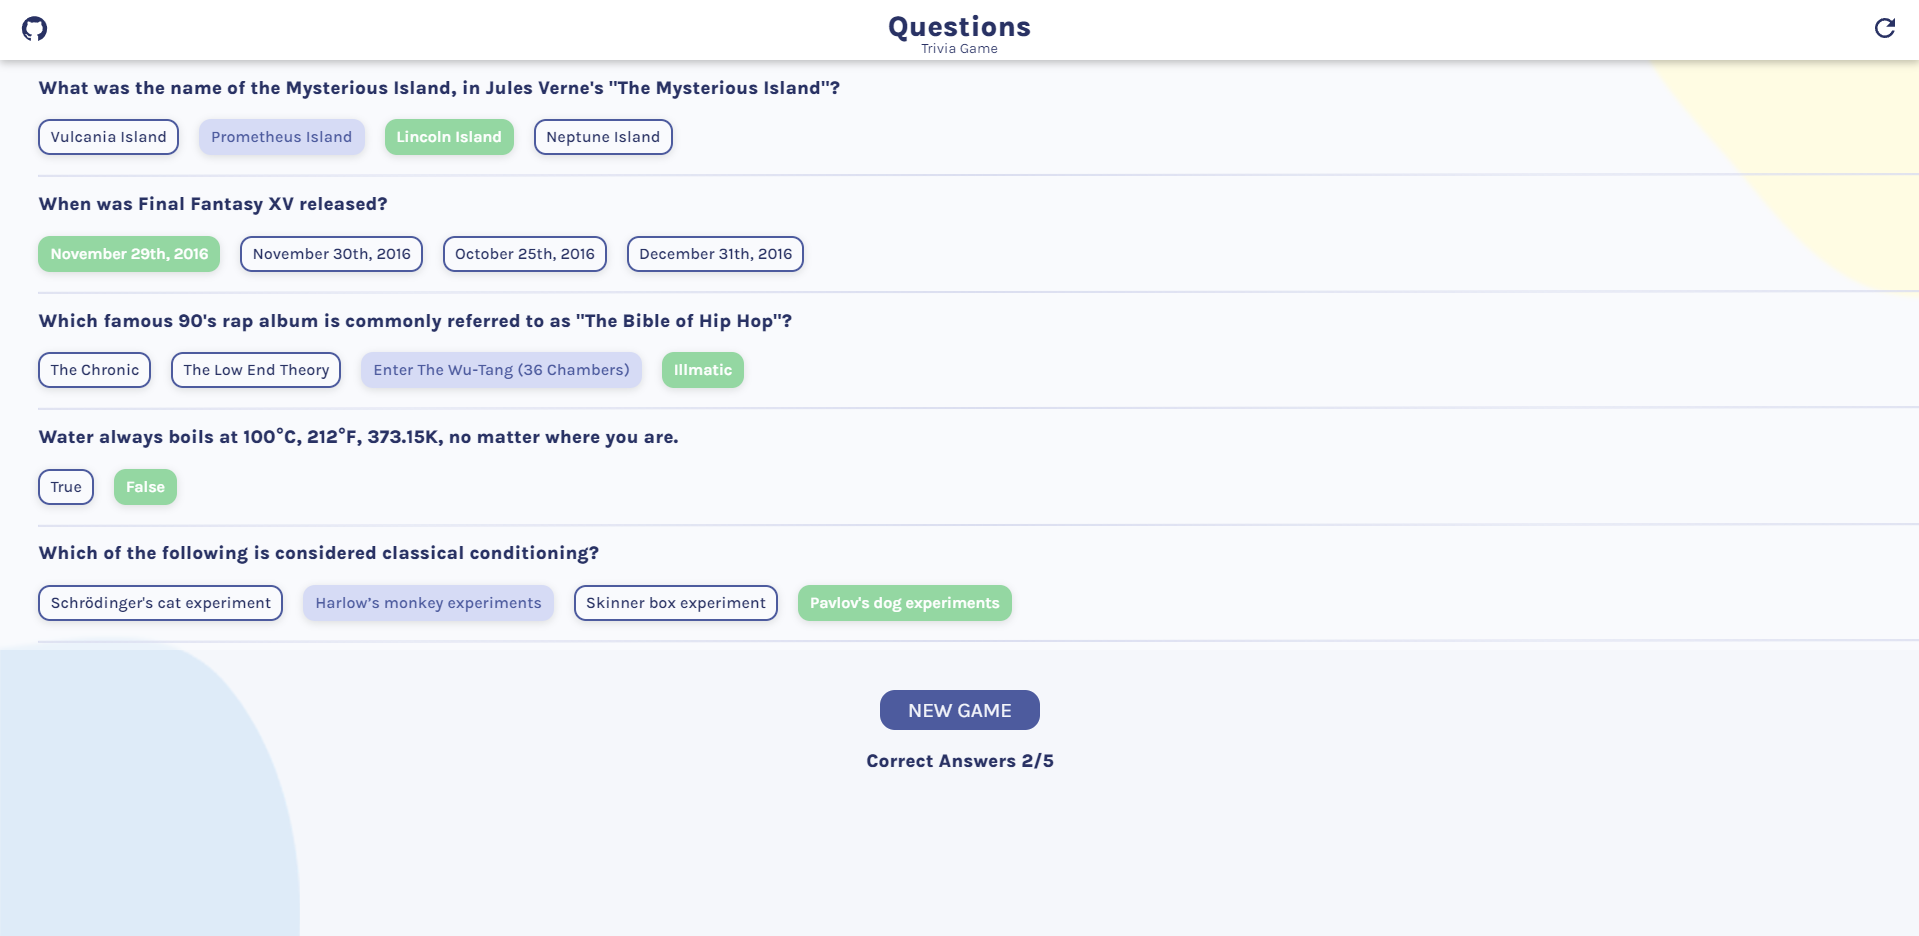 Questions
Trivia Game
What was the name of the Mysterious Island, in Jules Verne's "The Mysterious Island"?
Vulcania Island Prometheus Island Lincoln Island Neptune Island
When was Final Fantasy XV released?
November 29th, 2016 November 30th, 2016 October 25th, 2016 December 31th, 2016
Which famous 90's rap album is commonly referred to as "The Bible of Hip Hop"?
The Chronic The Low End Theory Enter The Wu-Tang (36 Chambers) Illmatic
Water always boils at 100°C, 212°F, 373.15K, no matter where you are.
True False
Which of the following is considered classical conditioning?
Schrödinger's cat experiment Harlow’s monkey experiments Skinner box experiment Pavlov's dog experiments
NEW GAME
Correct Answers 2/5